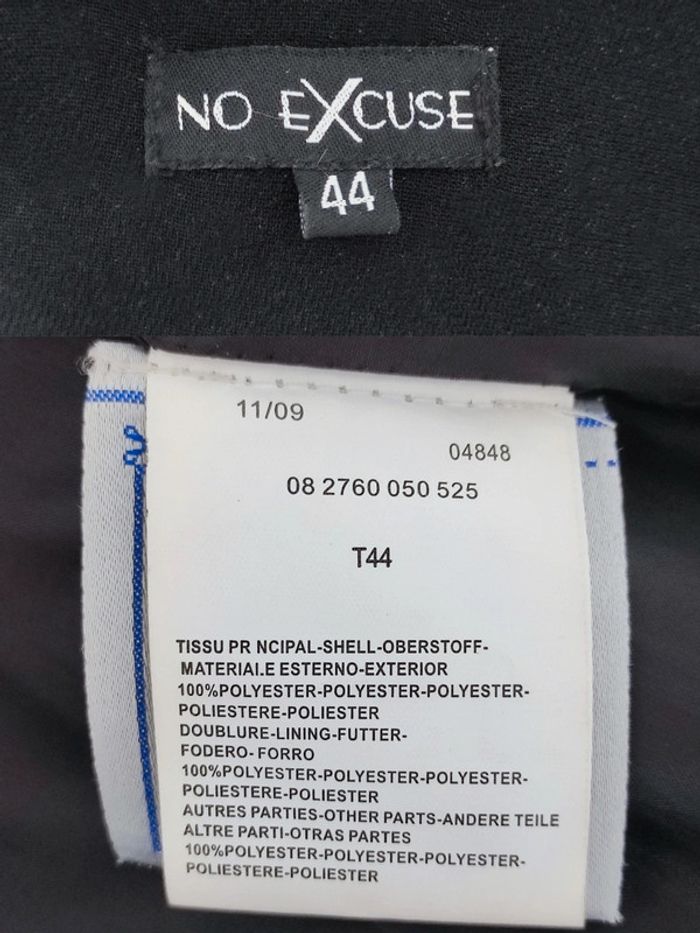 NO EXCUSE
44
11/09
04848
08 2760 050 525
T44
TISSU PR NCIPAL-SHELL-OBERSTOFF-
MATERIAI.E ESTERNO-EXTERIOR
100%POLYESTER-POLYESTER-POLYESTER-
POLIESTERE-POLIESTER
DOUBLURE-LINING-FUTTER-
FODERO- FORRO
100%POLYESTER-POLYESTER-POLYESTER-
POLIESTERE-POLIESTER
AUTRES PARTIES-OTHER PARTS-ANDERE TEILE
ALTRE PARTI-OTRAS PARTES
100%POLYESTER-POLYESTER-POLYESTER-
POLIESTERE-POLIESTER